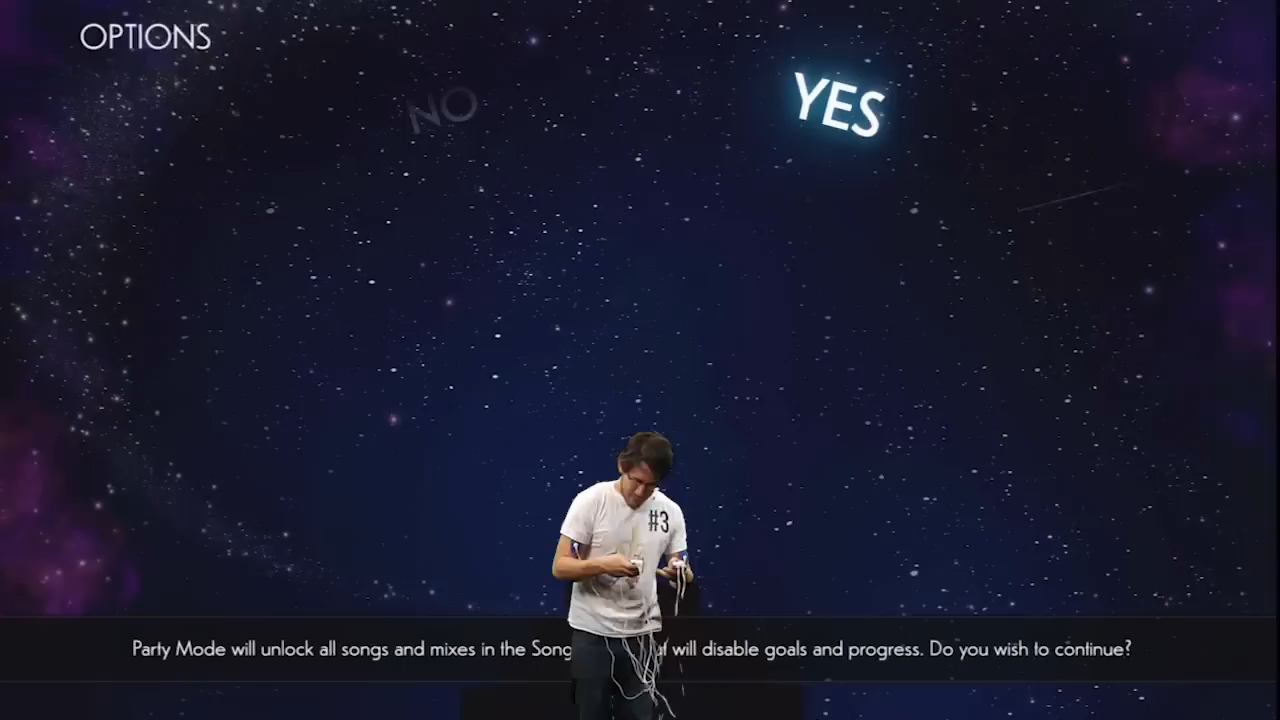 OPTIONS
NO
YES
#3
Party Mode will unlock all songs and mixes in the Song will disable goals and progress. Do you wish to continue?